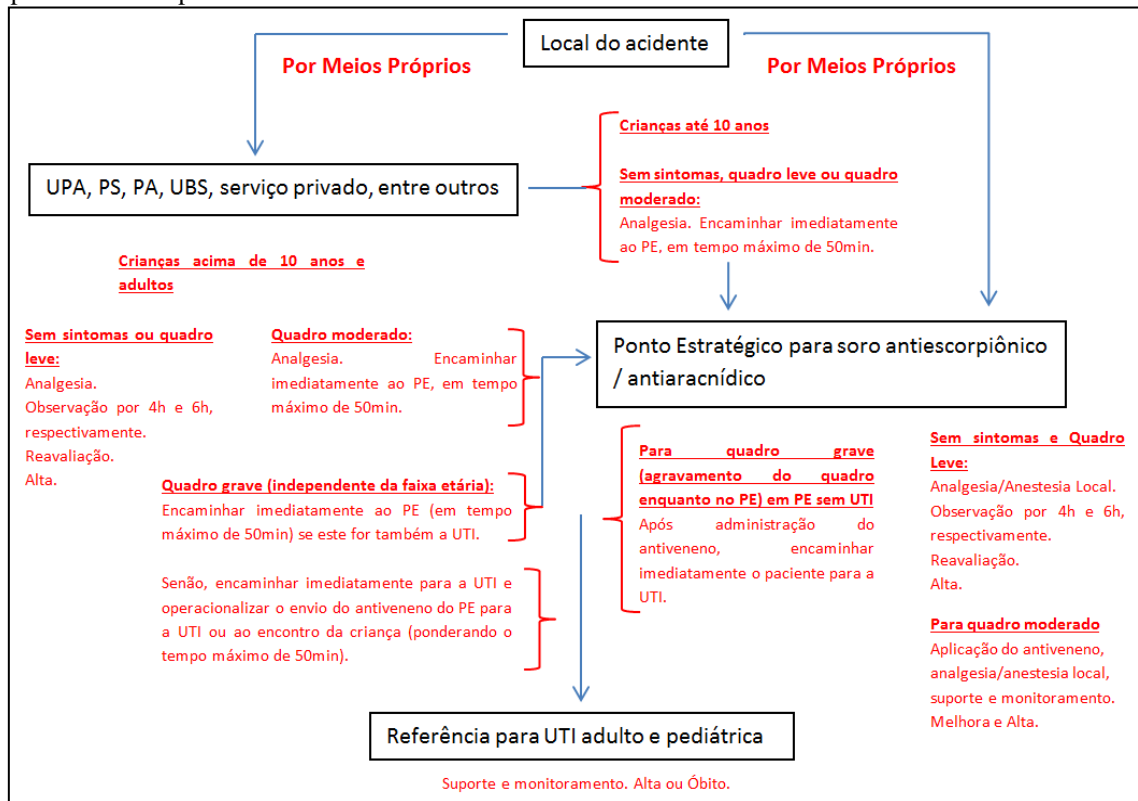 Local do acidente
Por Meios Próprios
Por Meios Próprios
UPA, PS, PA, UBS, serviço privado, entre outros
Crianças até 10 anos
Sem sintomas, quadro leve ou quadro
moderado:
Analgesia. Encaminhar imediatamente
ao PE, em tempo máximo de 50min.
Crianças acima de 10 anos e
adultos
Sem sintomas ou quadro
leve:
Analgesia.
Observação por 4h e 6h,
respectivamente.
Reavaliação.
Alta.
Quadro moderado:
Analgesia. Encaminhar
imediatamente ao PE, em tempo
máximo de 50min.
Ponto Estratégico para soro antiescorpiônico
/ antiaracnídico
Quadro grave (independente da faixa etária):
Encaminhar imediatamente ao PE (em tempo
máximo de 50min) se este for também a UTI.
Senão, encaminhar imediatamente para a UTI e
operacionalizar o envio do antiveneno do PE para
a UTI ou ao encontro da criança (ponderando o
tempo máximo de 50min).
Para quadro grave
(agravamento do quadro
enquanto no PE) em PE sem UTI
Após administração do
antiveneno, encaminhar
imediatamente o paciente para a
UTI.
Sem sintomas e Quadro
Leve:
Analgesia/Anestesia Local.
Observação por 4h e 6h,
respectivamente.
Reavaliação.
Alta.
Para quadro moderado
Aplicação do antiveneno,
analgesia/anestesia local,
suporte e monitoramento.
Melhora e Alta.
Referência para UTI adulto e pediátrica
Suporte e monitoramento. Alta ou Óbito.